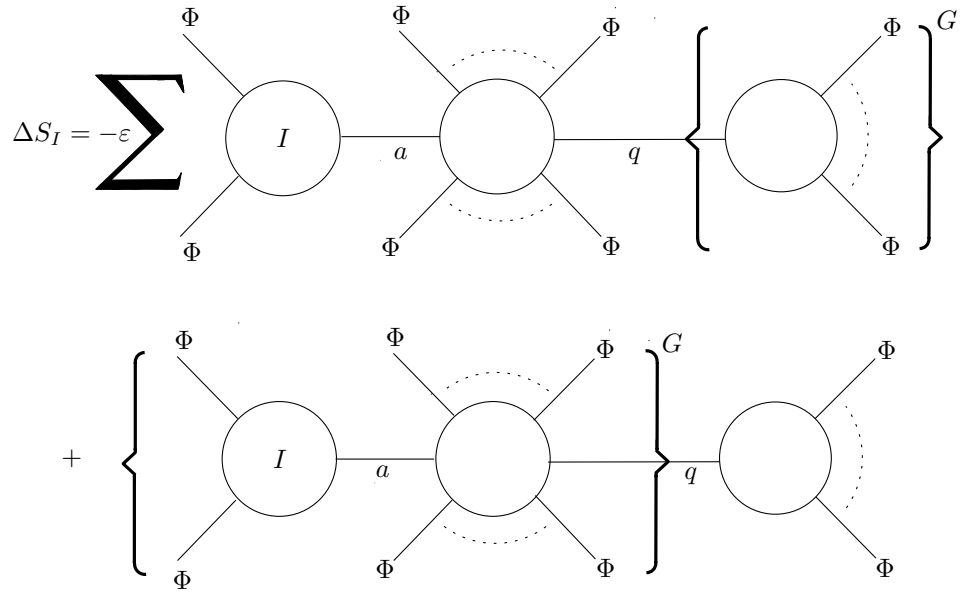 Φ Φ Φ Φ G
ΔS_I = −ε ∑ I a q
Φ Φ Φ Φ
Φ Φ Φ G Φ
+ I a q
Φ Φ Φ Φ